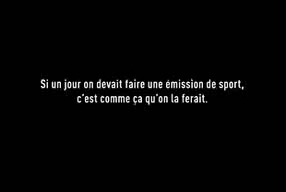 Si un jour on devait faire une émission de sport,
c'est comme ça qu'on la ferait.